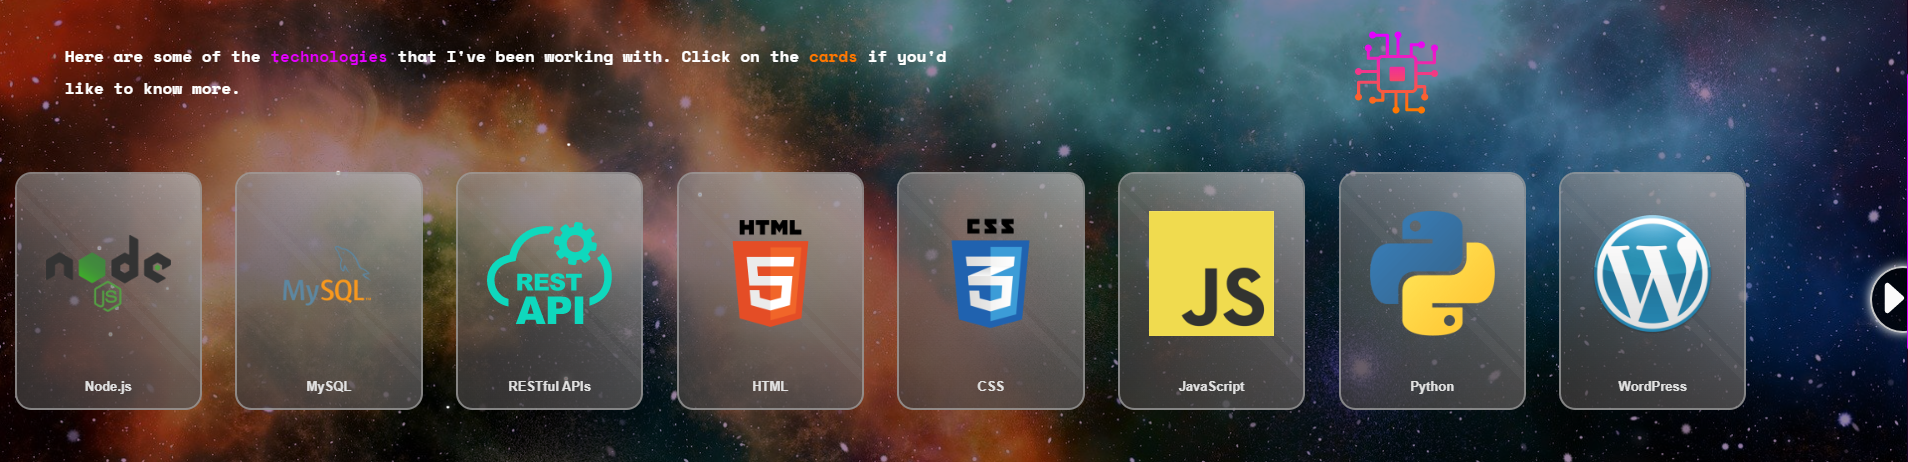 Here are some of the technologies that I've been working with. Click on the cards if you'd
like to know more.
node
JS
MySQL™
REST
API
HTML
5
CSS
3
JS
W
Node.js
MySQL
RESTful APIs
HTML
CSS
JavaScript
Python
WordPress